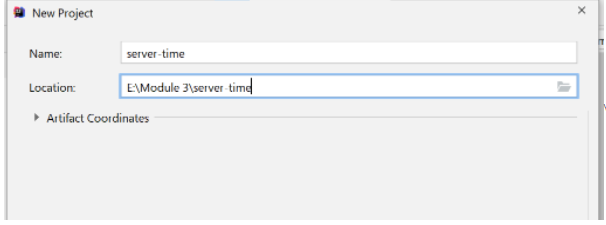 New Project
Name: server-time
Location: E:\Module 3\server-time
Artifact Coordinates